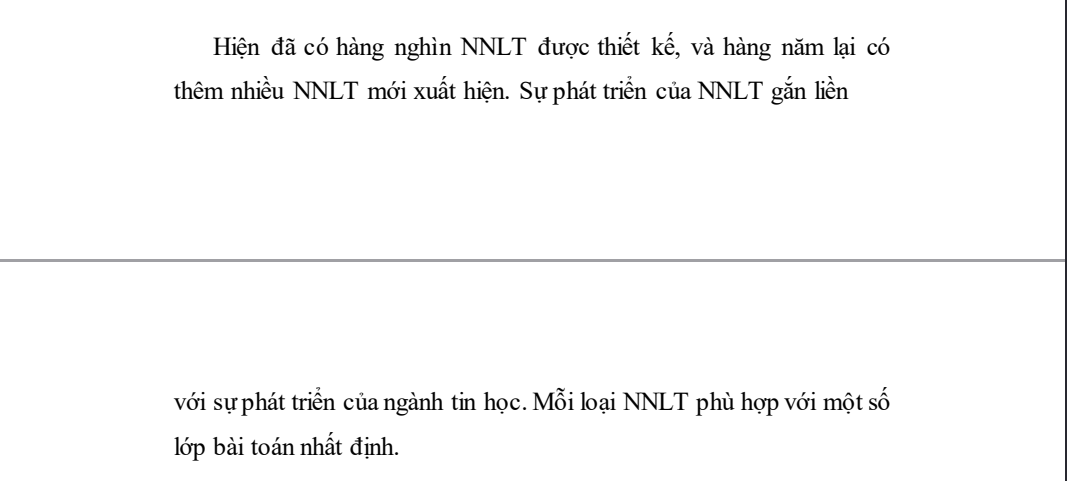 Hiện đã có hàng nghìn NNLT được thiết kế, và hàng năm lại có
thêm nhiều NNLT mới xuất hiện. Sự phát triển của NNLT gắn liền
với sự phát triển của ngành tin học. Mỗi loại NNLT phù hợp với một số
lớp bài toán nhất định.